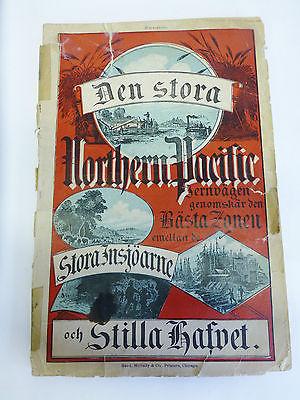 Den stora
Northern Pacific
Jernvägen
genomskär den
Bästa Zonen
emellan de
Stora Insjöarne
och Stilla Hafvet.
Rand, McNally & Co., Printers, Chicago.